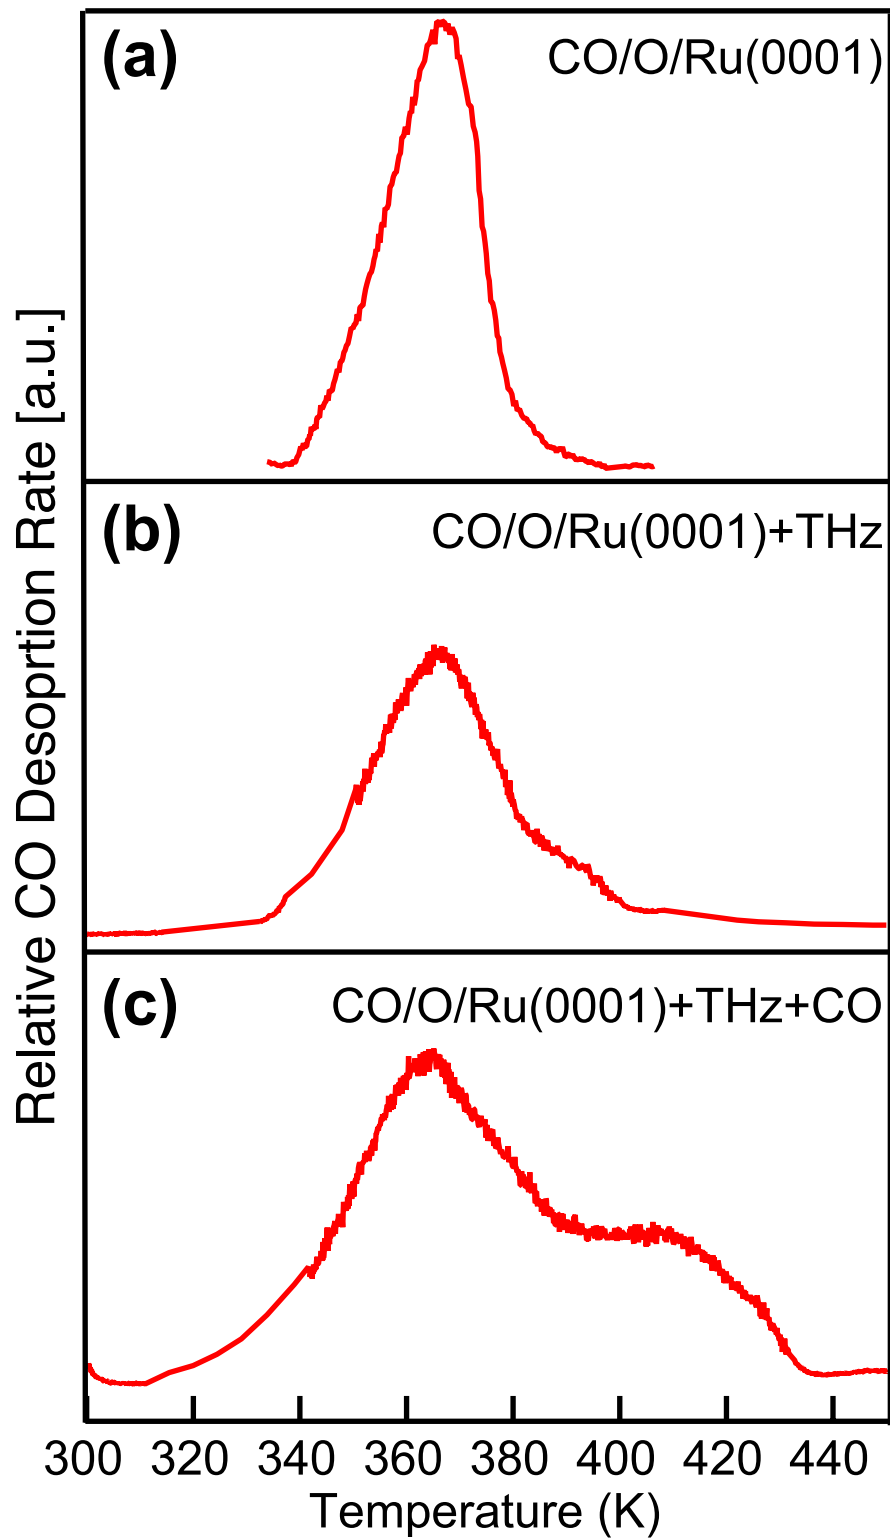 (a)
CO/O/Ru(0001)
(b)
CO/O/Ru(0001)+THz
(c)
CO/O/Ru(0001)+THz+CO
Relative CO Desoprtion Rate [a.u.]
300 320 340 360 380 400 420 440
Temperature (K)